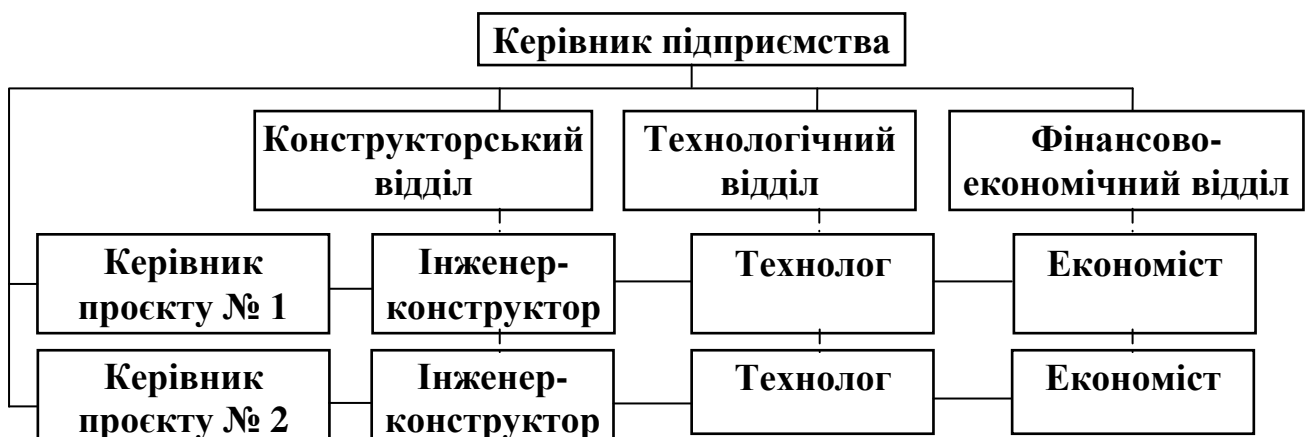 Керівник підприємства
Конструкторський
відділ
Технологічний
відділ
Фінансово-
економічний відділ
Керівник
проєкту № 1
Інженер-
конструктор
Технолог
Економіст
Керівник
проєкту № 2
Інженер-
конструктор
Технолог
Економіст